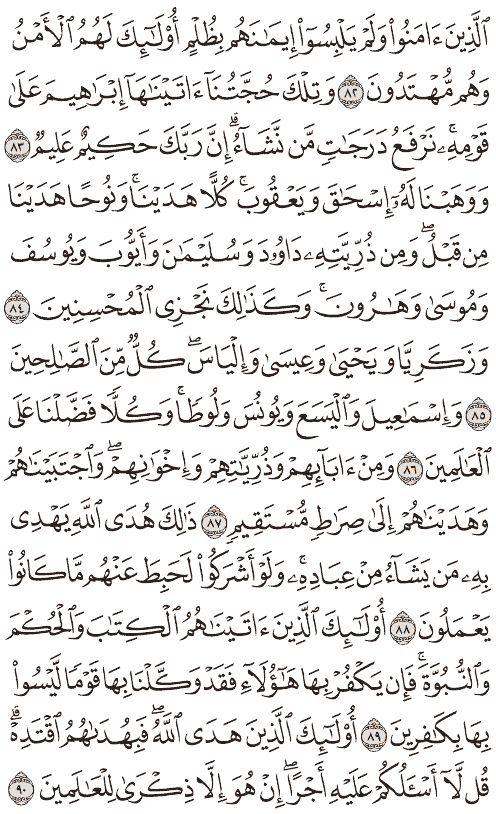 ٱلَّذِينَ ءَامَنُوا۟ وَلَمْ يَلْبِسُوٓا۟ إِيمَـٰنَهُم بِظُلْمٍ أُو۟لَـٰٓئِكَ لَهُمُ ٱلْأَمْنُ
وَهُم مُّهْتَدُونَ ٨٢ وَتِلْكَ حُجَّتُنَآ ءَاتَيْنَـٰهَآ إِبْرَٰهِيمَ عَلَىٰ
قَوْمِهِۦ ۚ نَرْفَعُ دَرَجَـٰتٍ مَّن نَّشَآءُ ۗ إِنَّ رَبَّكَ حَكِيمٌ عَلِيمٌ ٨٣
وَوَهَبْنَا لَهُۥٓ إِسْحَـٰقَ وَيَعْقُوبَ ۚ كُلًّا هَدَيْنَا ۚ وَنُوحًا هَدَيْنَا
مِن قَبْلُ ۖ وَمِن ذُرِّيَّتِهِۦ دَاوُۥدَ وَسُلَيْمَـٰنَ وَأَيُّوبَ وَيُوسُفَ
وَمُوسَىٰ وَهَـٰرُونَ ۚ وَكَذَٰلِكَ نَجْزِى ٱلْمُحْسِنِينَ ٨٤
وَزَكَرِيَّا وَيَحْيَىٰ وَعِيسَىٰ وَإِلْيَاسَ ۖ كُلٌّ مِّنَ ٱلصَّـٰلِحِينَ
٨٥ وَإِسْمَـٰعِيلَ وَٱلْيَسَعَ وَيُونُسَ وَلُوطًا ۚ وَكُلًّا فَضَّلْنَا عَلَى
ٱلْعَـٰلَمِينَ ٨٦ وَمِنْ ءَابَآئِهِمْ وَذُرِّيَّـٰتِهِمْ وَإِخْوَٰنِهِمْ ۖ وَٱجْتَبَيْنَـٰهُمْ
وَهَدَيْنَـٰهُمْ إِلَىٰ صِرَٰطٍ مُّسْتَقِيمٍ ٨٧ ذَٰلِكَ هُدَى ٱللَّهِ يَهْدِى
بِهِۦ مَن يَشَآءُ مِنْ عِبَادِهِۦ ۚ وَلَوْ أَشْرَكُوا۟ لَحَبِطَ عَنْهُم مَّا كَانُوا۟
يَعْمَلُونَ ٨٨ أُو۟لَـٰٓئِكَ ٱلَّذِينَ ءَاتَيْنَـٰهُمُ ٱلْكِتَـٰبَ وَٱلْحُكْمَ
وَٱلنُّبُوَّةَ ۚ فَإِن يَكْفُرْ بِهَا هَـٰٓؤُلَآءِ فَقَدْ وَكَّلْنَا بِهَا قَوْمًا لَّيْسُوا۟
بِهَا بِكَـٰفِرِينَ ٨٩ أُو۟لَـٰٓئِكَ ٱلَّذِينَ هَدَى ٱللَّهُ ۖ فَبِهُدَىٰهُمُ ٱقْتَدِهْ ۗ
قُل لَّآ أَسْـَٔلُكُمْ عَلَيْهِ أَجْرًا ۖ إِنْ هُوَ إِلَّا ذِكْرَىٰ لِلْعَـٰلَمِينَ ٩٠